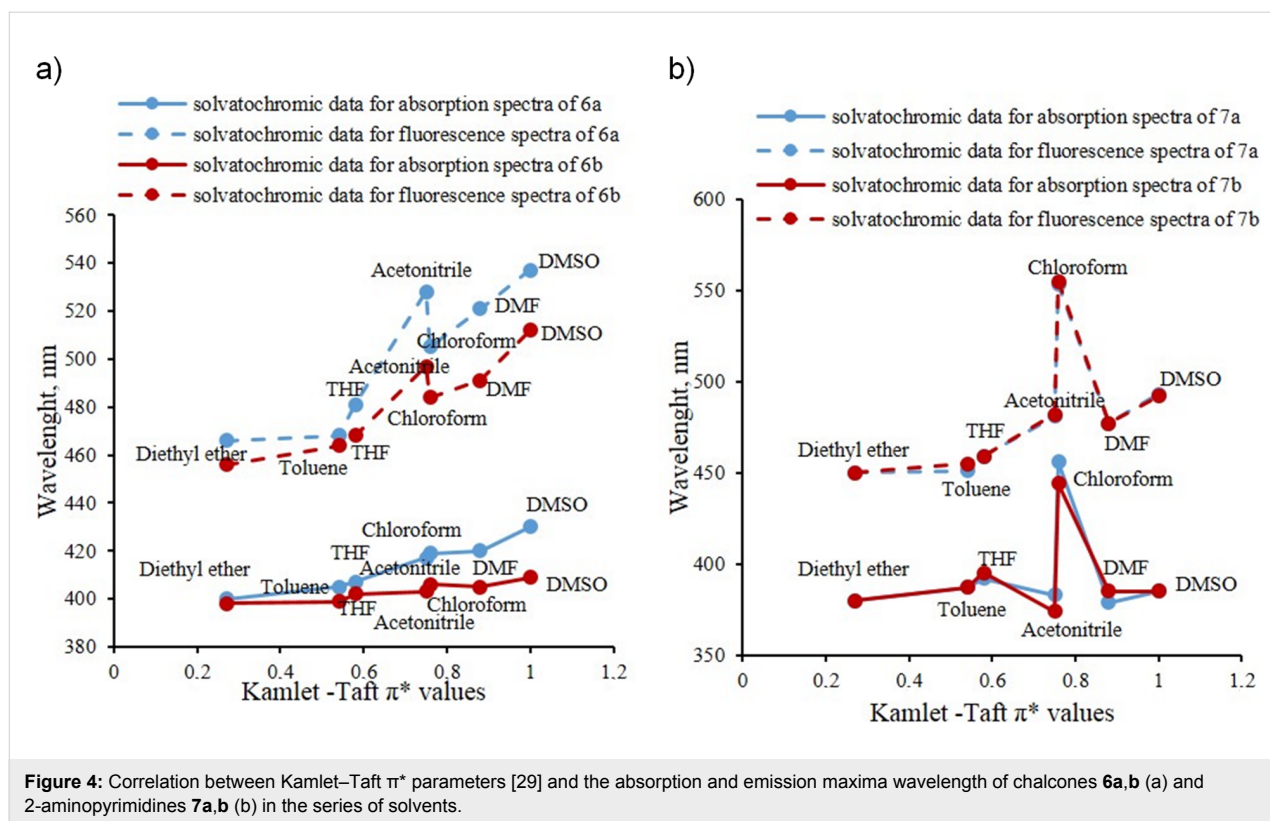 a)
solvatochromic data for absorption spectra of 6a
solvatochromic data for fluorescence spectra of 6a
solvatochromic data for absorption spectra of 6b
solvatochromic data for fluorescence spectra of 6b
560
540
520
500
480
460
440
420
400
380
Wavelenght, nm
Acetonitrile
DMSO
DMF
Chloroform
THF
Acetonitrile
DMSO
DMF
Chloroform
Diethyl ether
Toluene
THF
DMSO
Chloroform
THF
Diethyl ether
Toluene
Acetonitrile
DMF
DMSO
THF
Chloroform
Acetonitrile
0
0.2
0.4
0.6
0.8
1
1.2
Kamlet -Taft π* values
b)
solvatochromic data for absorption spectra of 7a
solvatochromic data for fluorescence spectra of 7a
solvatochromic data for absorption spectra of 7b
solvatochromic data for fluorescence spectra of 7b
600
550
500
450
400
350
Wavelenght, nm
Chloroform
DMSO
Acetonitrile
THF
DMF
Diethyl ether
Toluene
Chloroform
THF
DMF
Diethyl ether
DMSO
Toluene
Acetonitrile
0
0.2
0.4
0.6
0.8
1
1.2
Kamlet -Taft π* values
Figure 4: Correlation between Kamlet–Taft π* parameters [29] and the absorption and emission maxima wavelength of chalcones 6a,b (a) and
2-aminopyrimidines 7a,b (b) in the series of solvents.